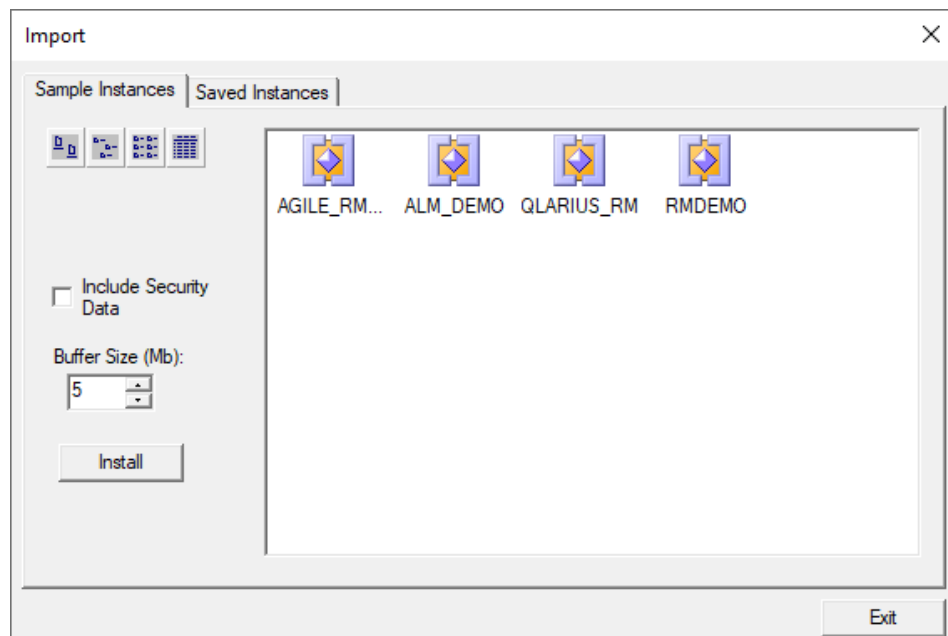 Import
Sample Instances
Saved Instances
AGILE_RM...
ALM_DEMO
QLARIUS_RM
RMDEMO
Include Security
Data
Buffer Size (Mb):
5
Install
Exit